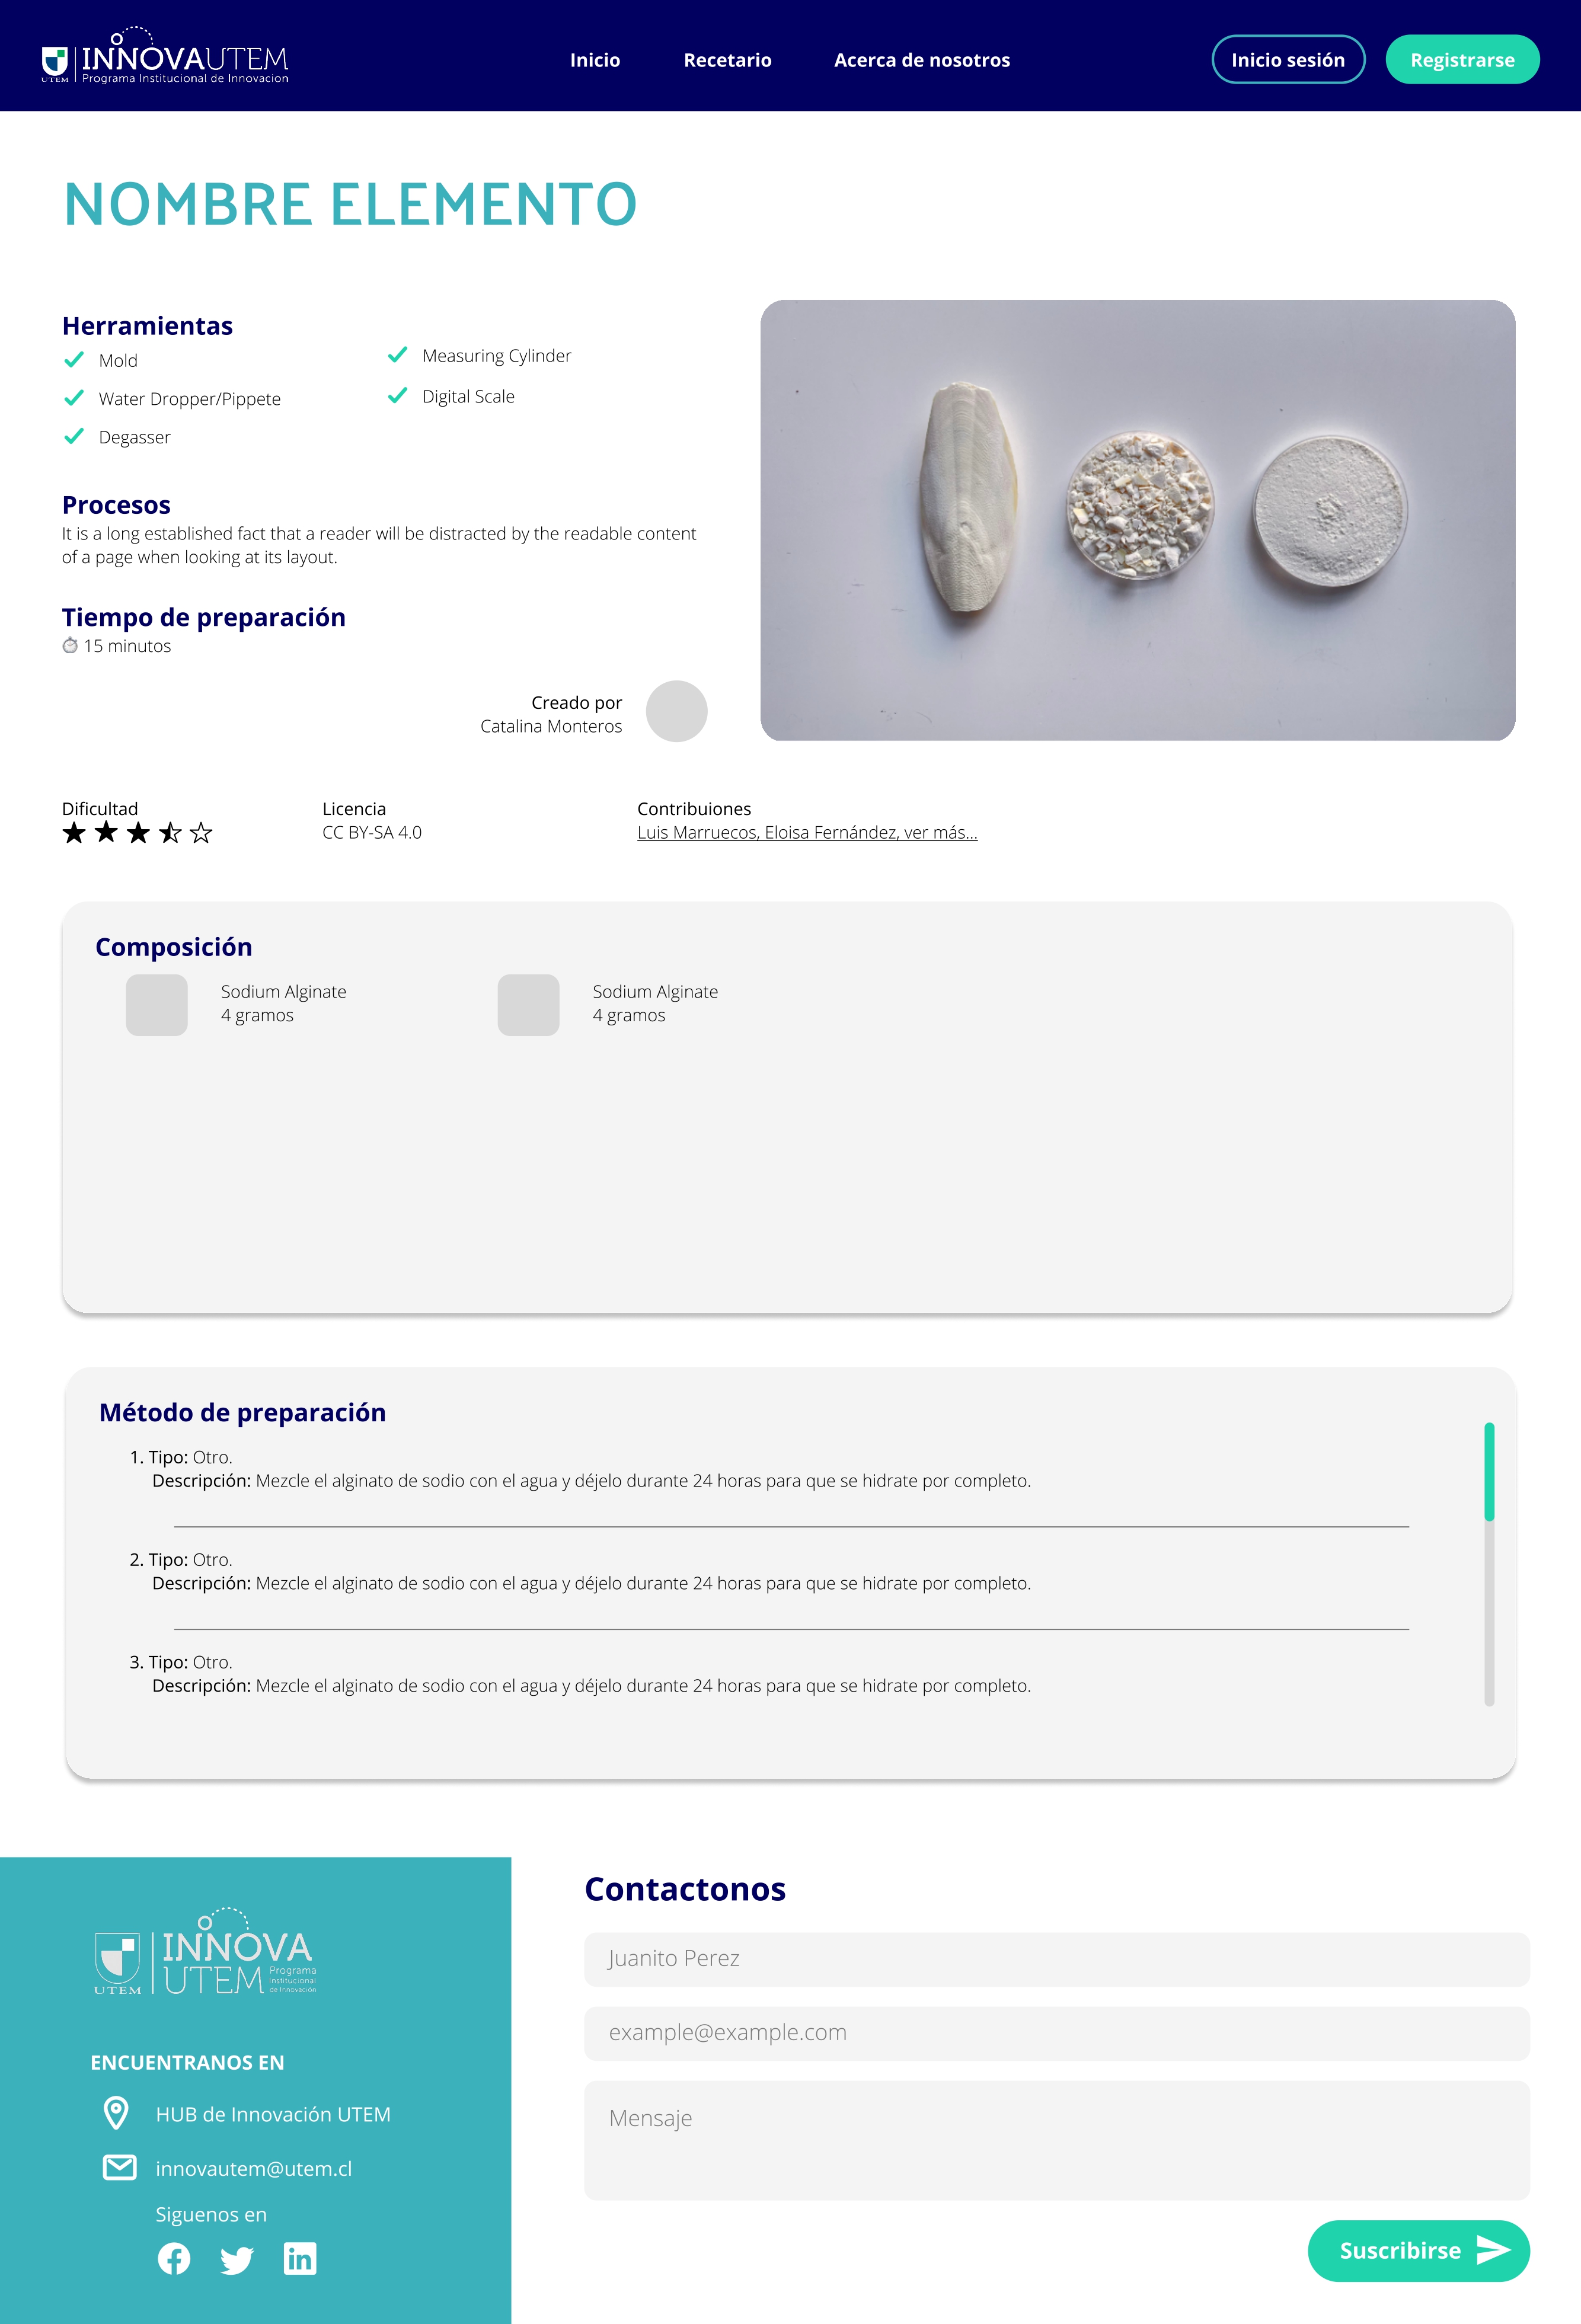 INNOVAUTEM
UTEM
Programa Institucional de Innovacion
Inicio
Recetario
Acerca de nosotros
Inicio sesión
Registrarse
NOMBRE ELEMENTO
Herramientas
Mold
Water Dropper/Pippete
Degasser
Measuring Cylinder
Digital Scale
Procesos
It is a long established fact that a reader will be distracted by the readable content
of a page when looking at its layout.
Tiempo de preparación
15 minutos
Creado por
Catalina Monteros
Dificultad
Licencia
CC BY-SA 4.0
Contribuiones
Luis Marruecos, Eloisa Fernández, ver más...
Composición
Sodium Alginate
4 gramos
Sodium Alginate
4 gramos
Método de preparación
1. Tipo: Otro.
Descripción: Mezcle el alginato de sodio con el agua y déjelo durante 24 horas para que se hidrate por completo.
2. Tipo: Otro.
Descripción: Mezcle el alginato de sodio con el agua y déjelo durante 24 horas para que se hidrate por completo.
3. Tipo: Otro.
Descripción: Mezcle el alginato de sodio con el agua y déjelo durante 24 horas para que se hidrate por completo.
INNOVA
UTEM
Programa
Institucional
de Innovación
UTEM
ENCUENTRANOS EN
HUB de Innovación UTEM
innovautem@utem.cl
Siguenos en
Contactonos
Juanito Perez
example@example.com
Mensaje
Suscribirse